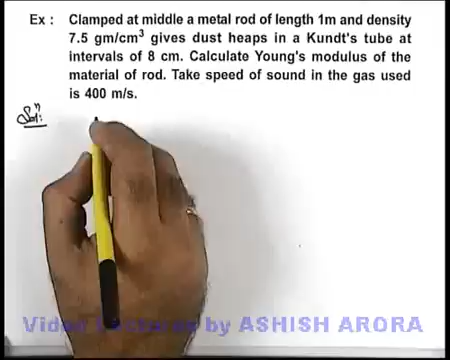 Ex : Clamped at middle a metal rod of length 1m and density
7.5 gm/cm³ gives dust heaps in a Kundt's tube at
intervals of 8 cm. Calculate Young's modulus of the
material of rod. Take speed of sound in the gas used
is 400 m/s.
Solⁿ:
Video Lectures by ASHISH ARORA